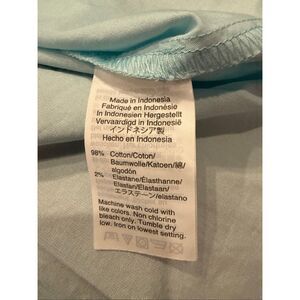 Made in Indonesia
Fabriqué en Indonésie
In Indonesien Hergestellt
Vervaardigd in Indonesië
インドネシア製
Hecho en Indonesia
98% Cotton/Coton/
Baumwolle/Katoen/綿/
algodón
2% Elastane/Élasthanne/
Elastan/Elastaan/
エラステーン/elastano
Machine wash cold with
like colors. Non chlorine
bleach only. Tumble dry
low. Iron on lowest setting.